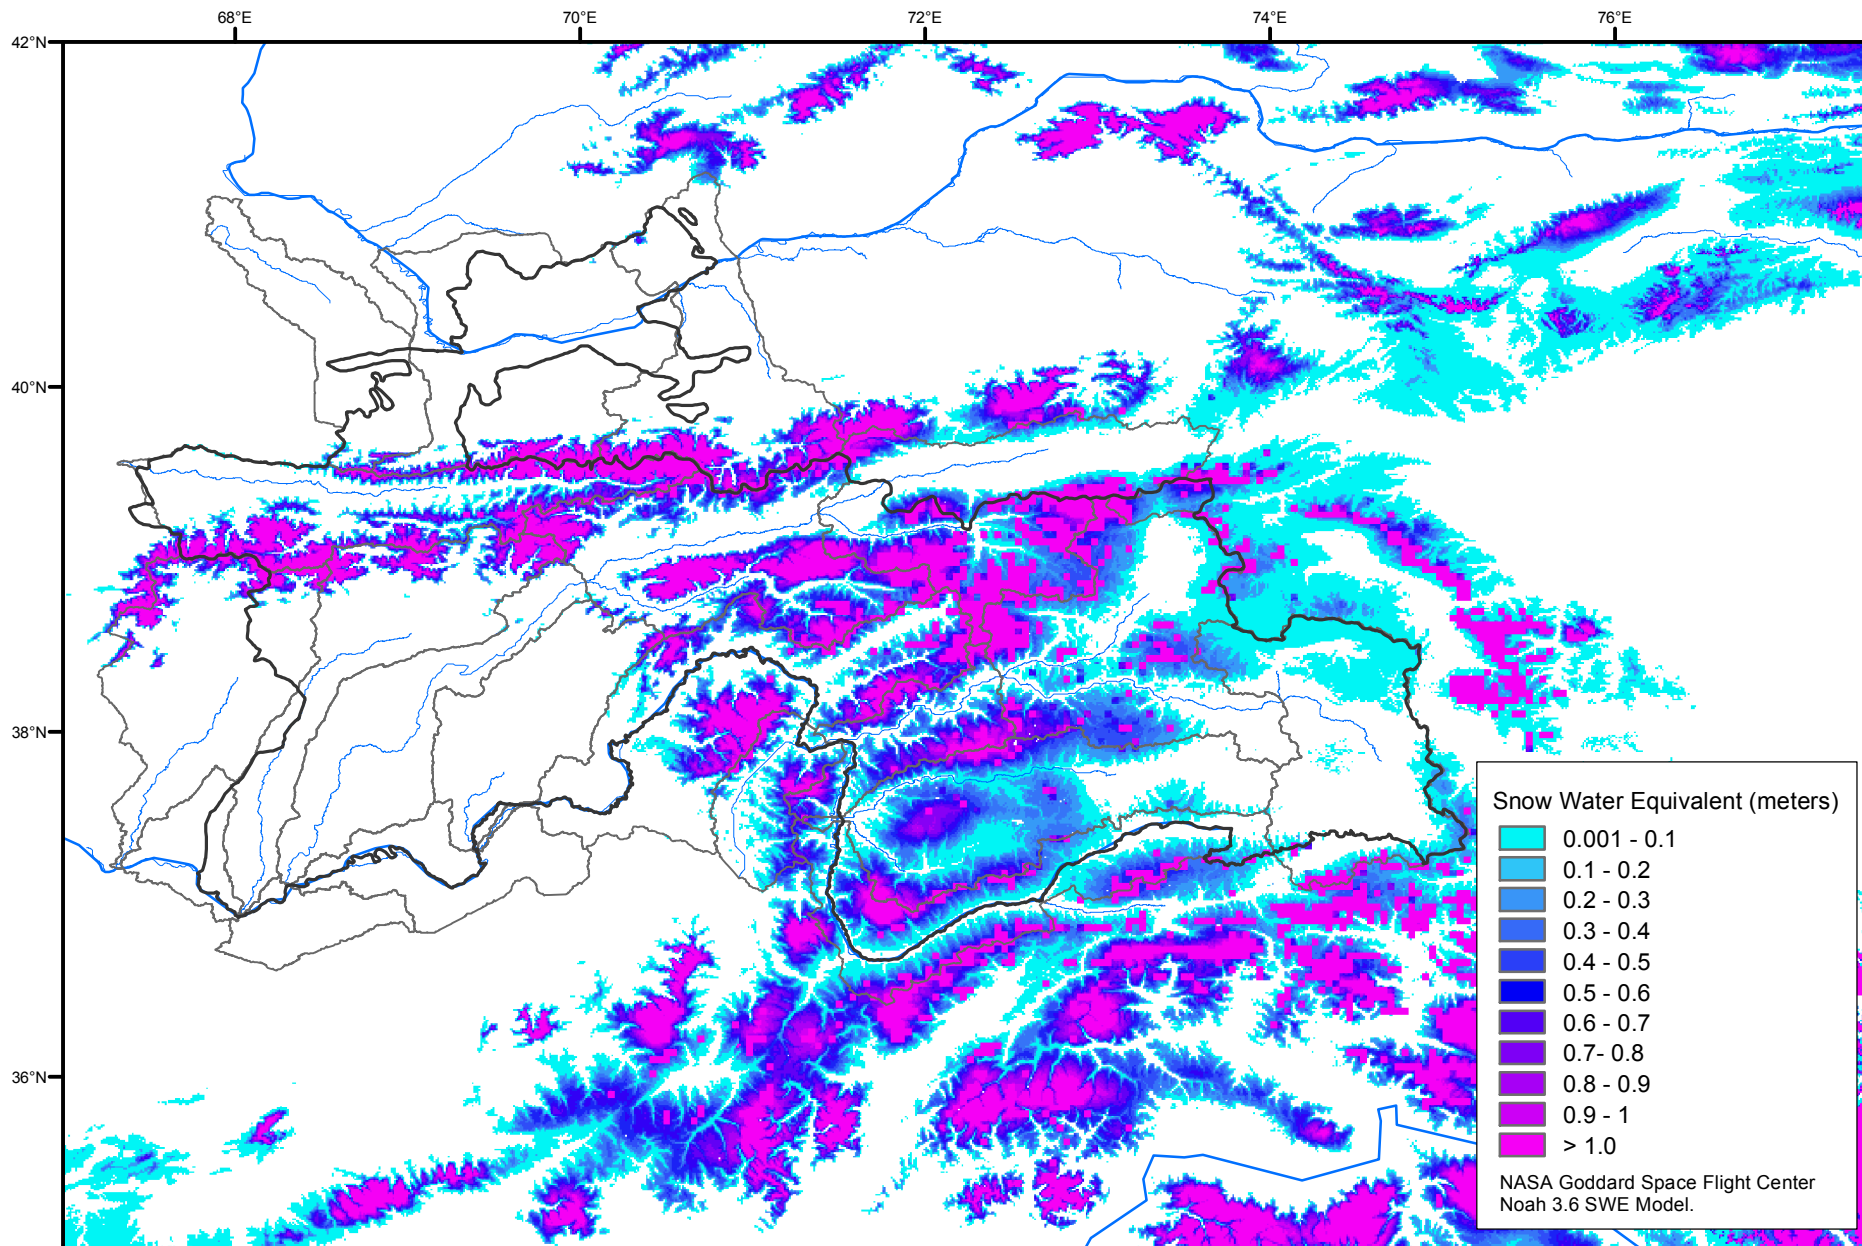 68°E
70°E
72°E
74°E
76°E
42°N
40°N
38°N
36°N
Snow Water Equivalent (meters)
0.001 - 0.1
0.1 - 0.2
0.2 - 0.3
0.3 - 0.4
0.4 - 0.5
0.5 - 0.6
0.6 - 0.7
0.7- 0.8
0.8 - 0.9
0.9 - 1
> 1.0
NASA Goddard Space Flight Center
Noah 3.6 SWE Model.